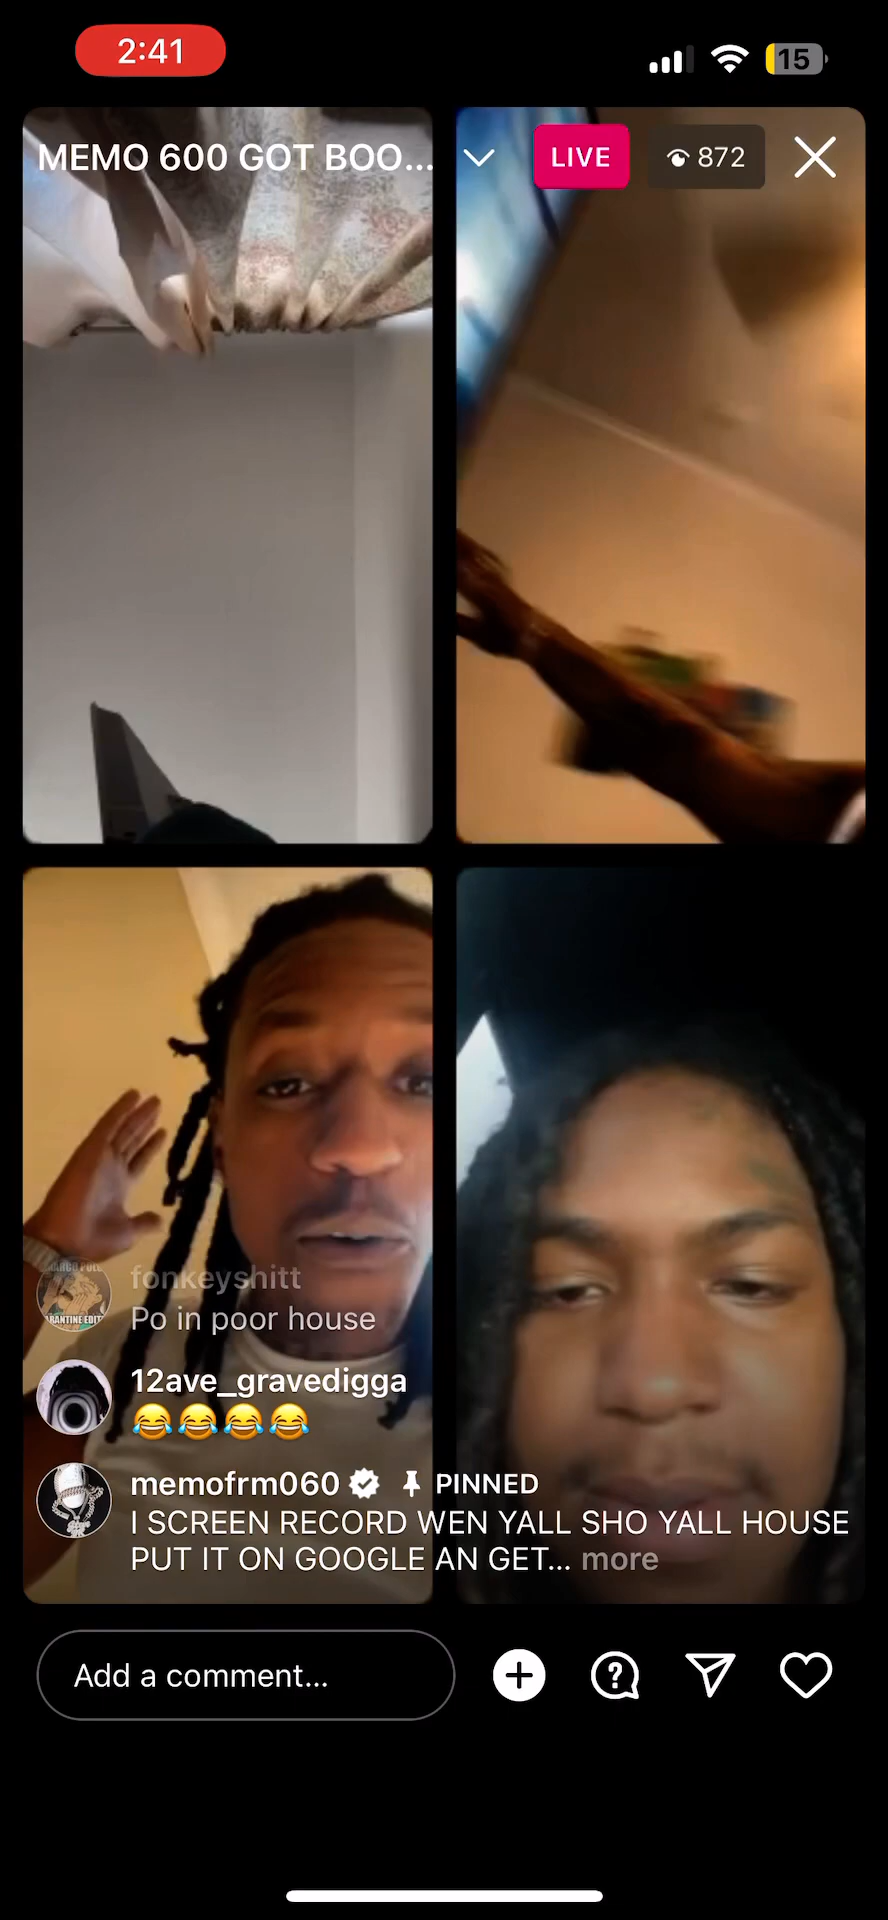 2:41
15
MEMO 600 GOT BOO...
LIVE
872
fonkeyshitt
Po in poor house
12ave_gravedigga
😂😂😂😂
memofrm060 PINNED
I SCREEN RECORD WEN YALL SHO YALL HOUSE
PUT IT ON GOOGLE AN GET... more
Add a comment...